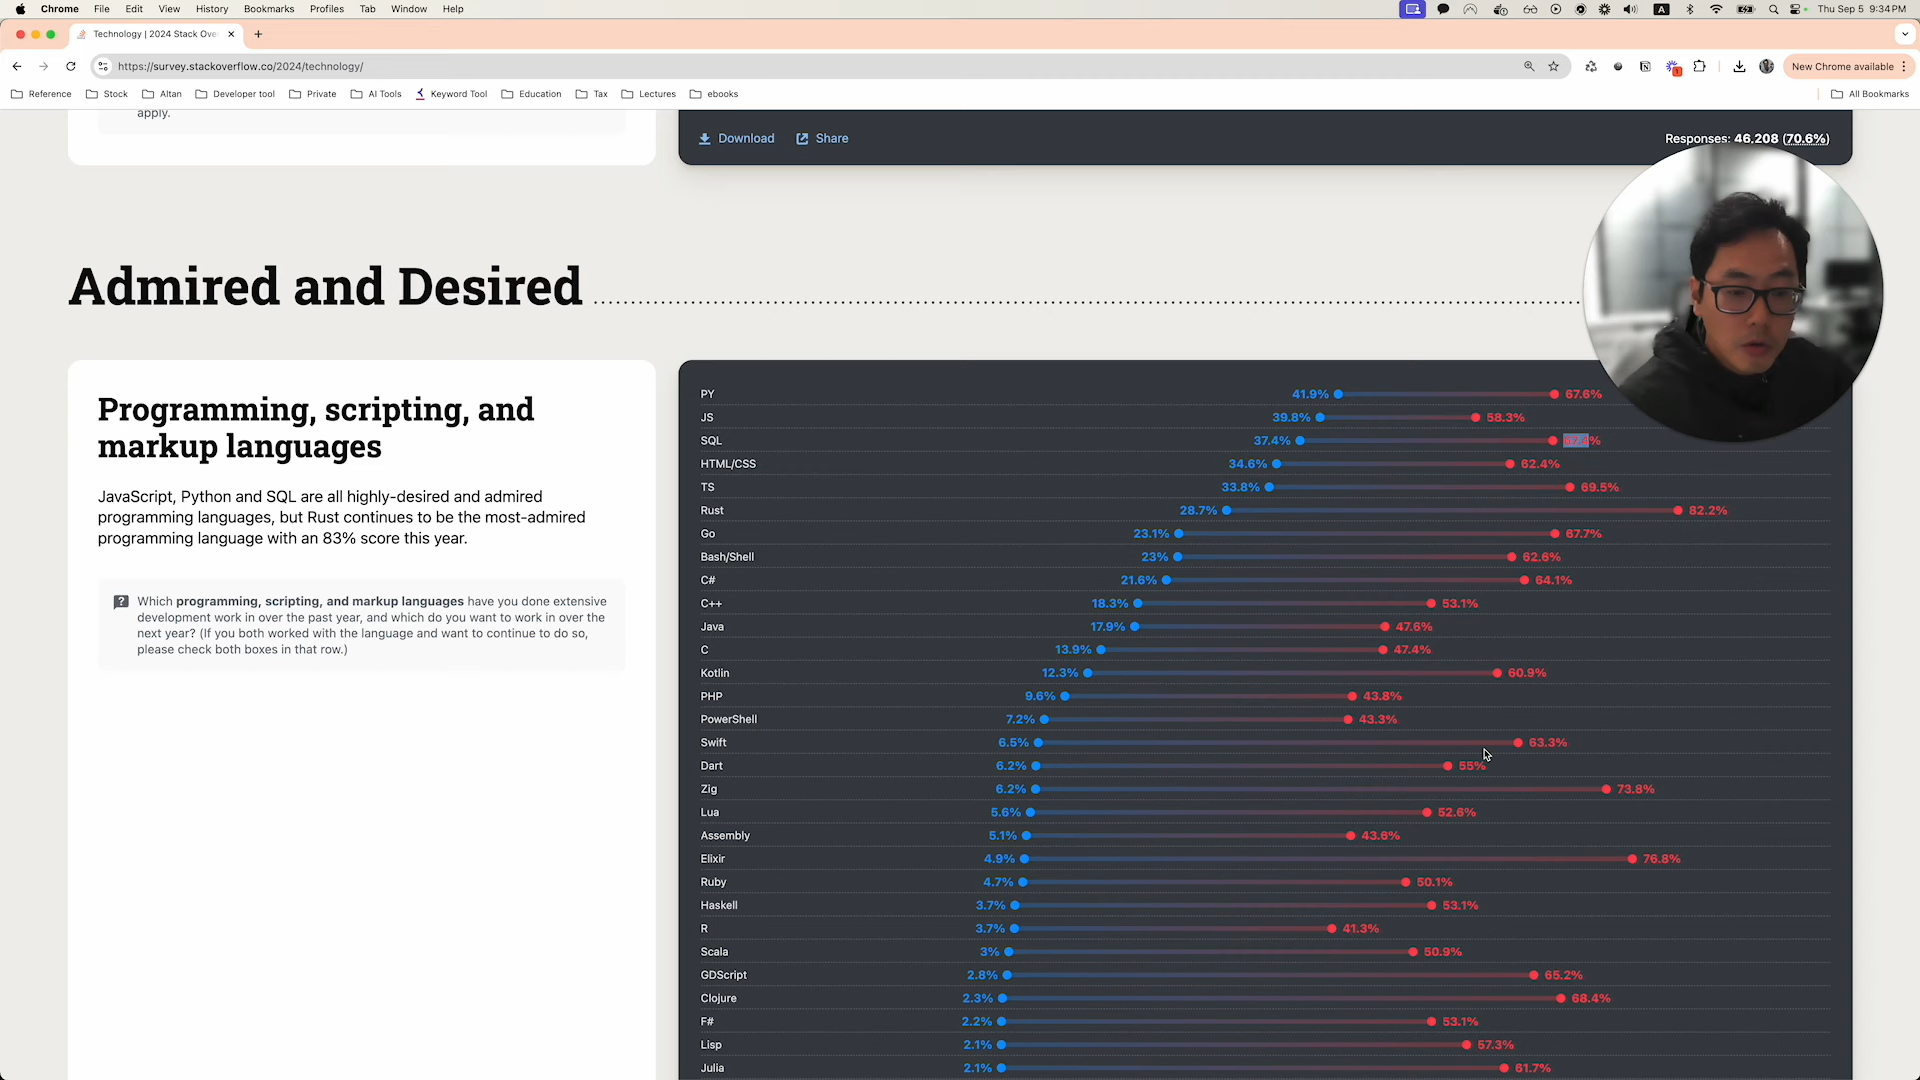 Chrome File Edit View History Bookmarks Profiles Tab Window Help
A
Thu Sep 5 9:34 PM
Technology | 2024 Stack Ove
https://survey.stackoverflow.co/2024/technology/
1
New Chrome available
Reference Stock Altan Developer tool Private AI Tools Keyword Tool Education Tax Lectures ebooks
All Bookmarks
apply.
Download Share
Responses: 46,208 (70.6%)
Admired and Desired
Programming, scripting, and
markup languages
JavaScript, Python and SQL are all highly-desired and admired
programming languages, but Rust continues to be the most-admired
programming language with an 83% score this year.
Which programming, scripting, and markup languages have you done extensive
development work in over the past year, and which do you want to work in over the
next year? (If you both worked with the language and want to continue to do so,
please check both boxes in that row.)
PY 41.9% 67.6%
JS 39.8% 58.3%
SQL 37.4%
HTML/CSS 34.6% 62.4%
TS 33.8% 69.5%
Rust 28.7% 82.2%
Go 23.1% 67.7%
Bash/Shell 23% 62.6%
C# 21.6% 64.1%
C++ 18.3% 53.1%
Java 17.9% 47.6%
C 13.9% 47.4%
Kotlin 12.3% 60.9%
PHP 9.6% 43.8%
PowerShell 7.2% 43.3%
Swift 6.5% 63.3%
Dart 6.2% 55%
Zig 6.2% 73.8%
Lua 5.6% 52.6%
Assembly 5.1% 43.6%
Elixir 4.9% 76.8%
Ruby 4.7% 50.1%
Haskell 3.7% 53.1%
R 3.7% 41.3%
Scala 3% 50.9%
GDScript 2.8% 65.2%
Clojure 2.3% 68.4%
F# 2.2% 53.1%
Lisp 2.1% 57.3%
Julia 2.1% 61.7%